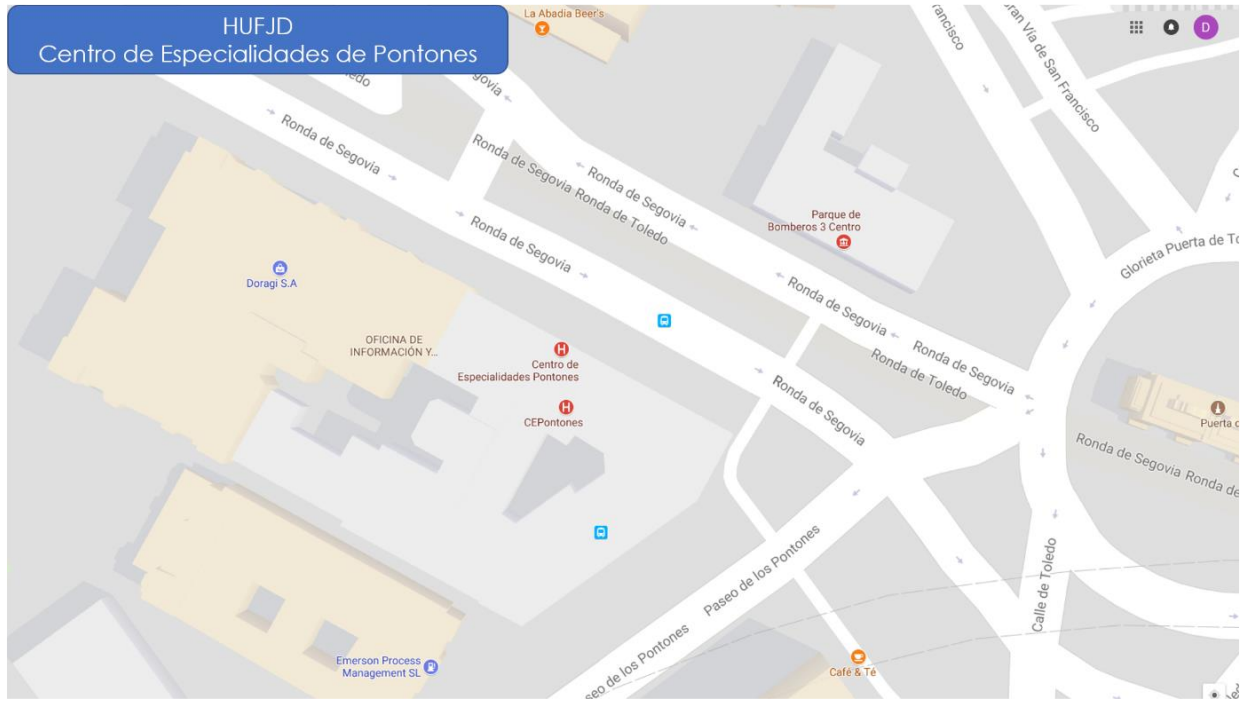 HUFJD
Centro de Especialidades de Pontones
La Abadia Beer's
D
Gran Vía de San Francisco
Ronda de Segovia
Ronda de Segovia
Ronda de Toledo
Ronda de Segovia
Ronda de Segovia
Parque de
Bomberos 3 Centro
Glorieta Puerta de To
Doragi S.A
OFICINA DE
INFORMACIÓN Y...
Ronda de Segovia
Ronda de Segovia
Ronda de Toledo
H
Centro de
Especialidades Pontones
H
CEPontones
Ronda de Segovia
Puerta
Ronda de Segovia
Ronda de
Paseo de los Pontones
Calle de Toledo
de los Pontones
Emerson Process
Management SL
Café & Té